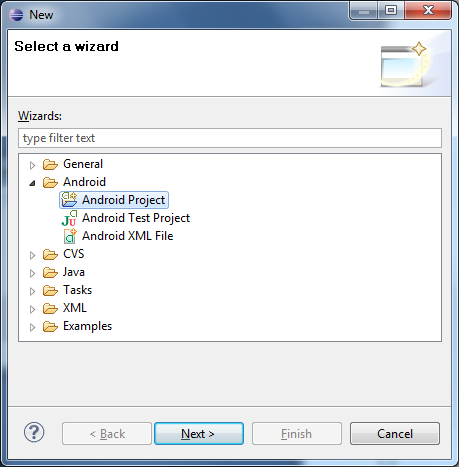 New
Select a wizard
Wizards:
type filter text
General
Android
Android Project
Android Test Project
Android XML File
CVS
Java
Tasks
XML
Examples
?
< Back
Next >
Finish
Cancel